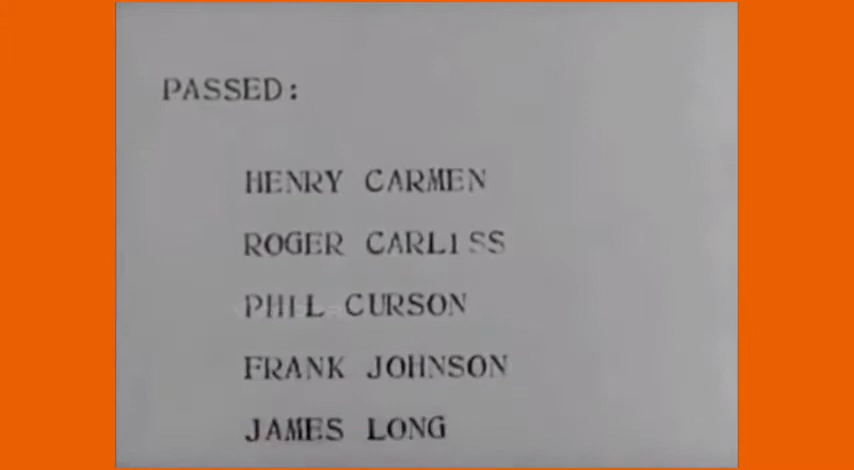 PASSED:
HENRY CARMEN
ROGER CARLISS
PHIL CURSON
FRANK JOHNSON
JAMES LONG